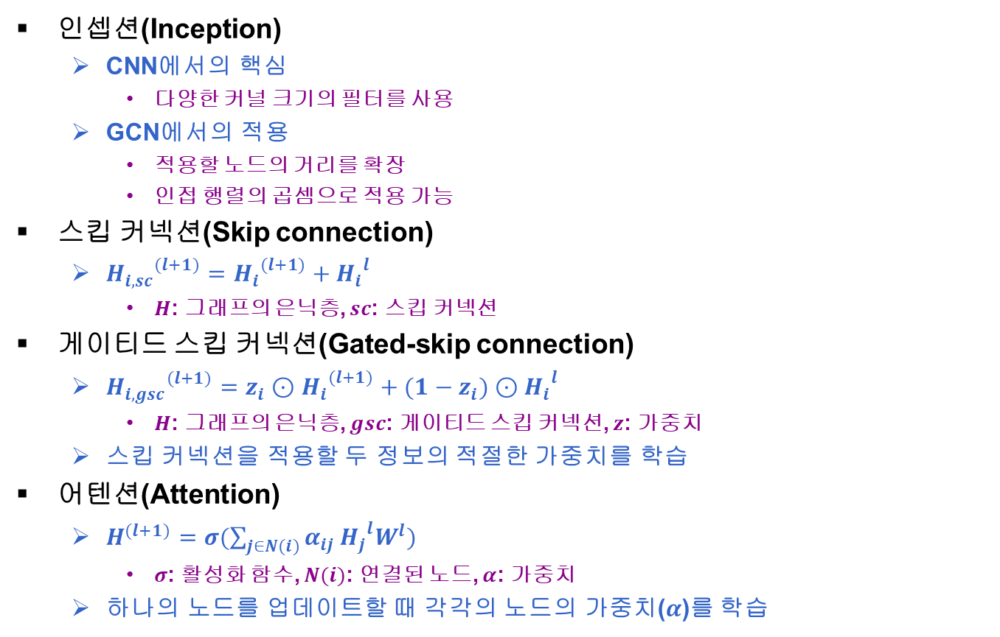 ▪ 인셉션(Inception)
➢ CNN에서의 핵심
• 다양한 커널 크기의 필터를 사용
➢ GCN에서의 적용
• 적용할 노드의 거리를 확장
• 인접 행렬의 곱셈으로 적용 가능
▪ 스킵 커넥션(Skip connection)
➢ $H_{i,sc}^{(l+1)} = H_i^{(l+1)} + H_i^l$
• H: 그래프의 은닉층, sc: 스킵 커넥션
▪ 게이티드 스킵 커넥션(Gated-skip connection)
➢ $H_{i,gsc}^{(l+1)} = z_i ⊙ H_i^{(l+1)} + (1 − z_i) ⊙ H_i^l$
• H: 그래프의 은닉층, gsc: 게이티드 스킵 커넥션, z: 가중치
➢ 스킵 커넥션을 적용할 두 정보의 적절한 가중치를 학습
▪ 어텐션(Attention)
➢ $H^{(l+1)} = σ(∑_{j∈N(i)} α_{ij} H_j^l W^l)$
• σ: 활성화 함수, N(i): 연결된 노드, α: 가중치
➢ 하나의 노드를 업데이트할 때 각각의 노드의 가중치(α)를 학습